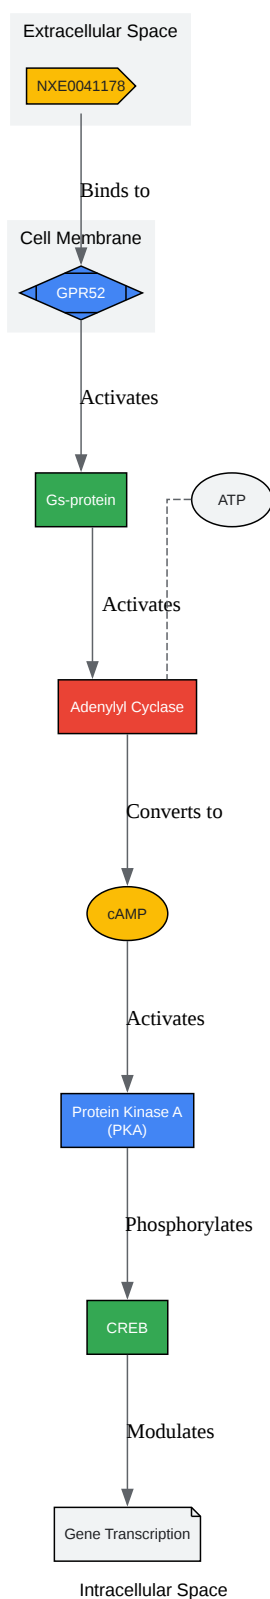 Extracellular Space
NXE0041178
Binds to
Cell Membrane
GPR52
Activates
Gs-protein
ATP
Activates
Adenylyl Cyclase
Converts to
cAMP
Activates
Protein Kinase A
(PKA)
Phosphorylates
CREB
Modulates
Gene Transcription
Intracellular Space